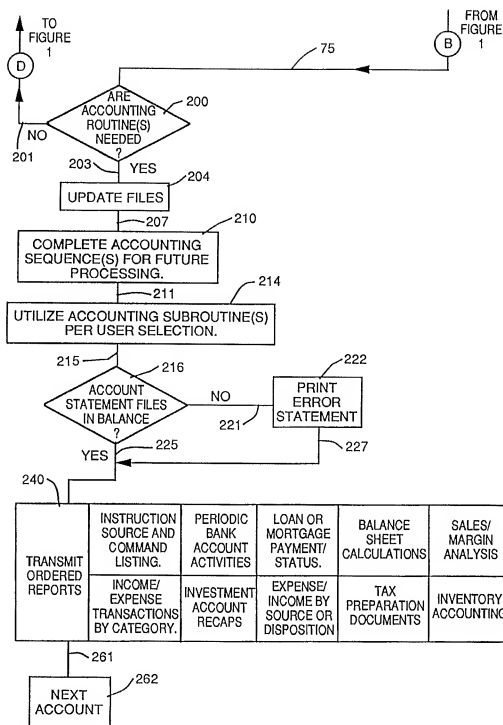 TO
FIGURE
1
D
FROM
FIGURE
1
B
75
200
ARE
ACCOUNTING
ROUTINE(S)
NEEDED
?
NO
201
203
YES
204
UPDATE FILES
207
210
COMPLETE ACCOUNTING
SEQUENCE(S) FOR FUTURE
PROCESSING.
211
214
UTILIZE ACCOUNTING SUBROUTINE(S)
PER USER SELECTION.
215
216
ACCOUNT
STATEMENT FILES
IN BALANCE
?
NO
221
222
PRINT
ERROR
STATEMENT
225
227
YES
240
TRANSMIT
ORDERED
REPORTS
INSTRUCTION
SOURCE AND
COMMAND
LISTING.
PERIODIC
BANK
ACCOUNT
ACTIVITIES
LOAN OR
MORTGAGE
PAYMENT/
STATUS.
BALANCE
SHEET
CALCULATIONS
SALES/
MARGIN
ANALYSIS
INCOME/
EXPENSE
TRANSACTIONS
BY CATEGORY.
INVESTMENT
ACCOUNT
RECAPS
EXPENSE/
INCOME BY
SOURCE OR
DISPOSITION
TAX
PREPARATION
DOCUMENTS
INVENTORY
ACCOUNTING
261
262
NEXT
ACCOUNT